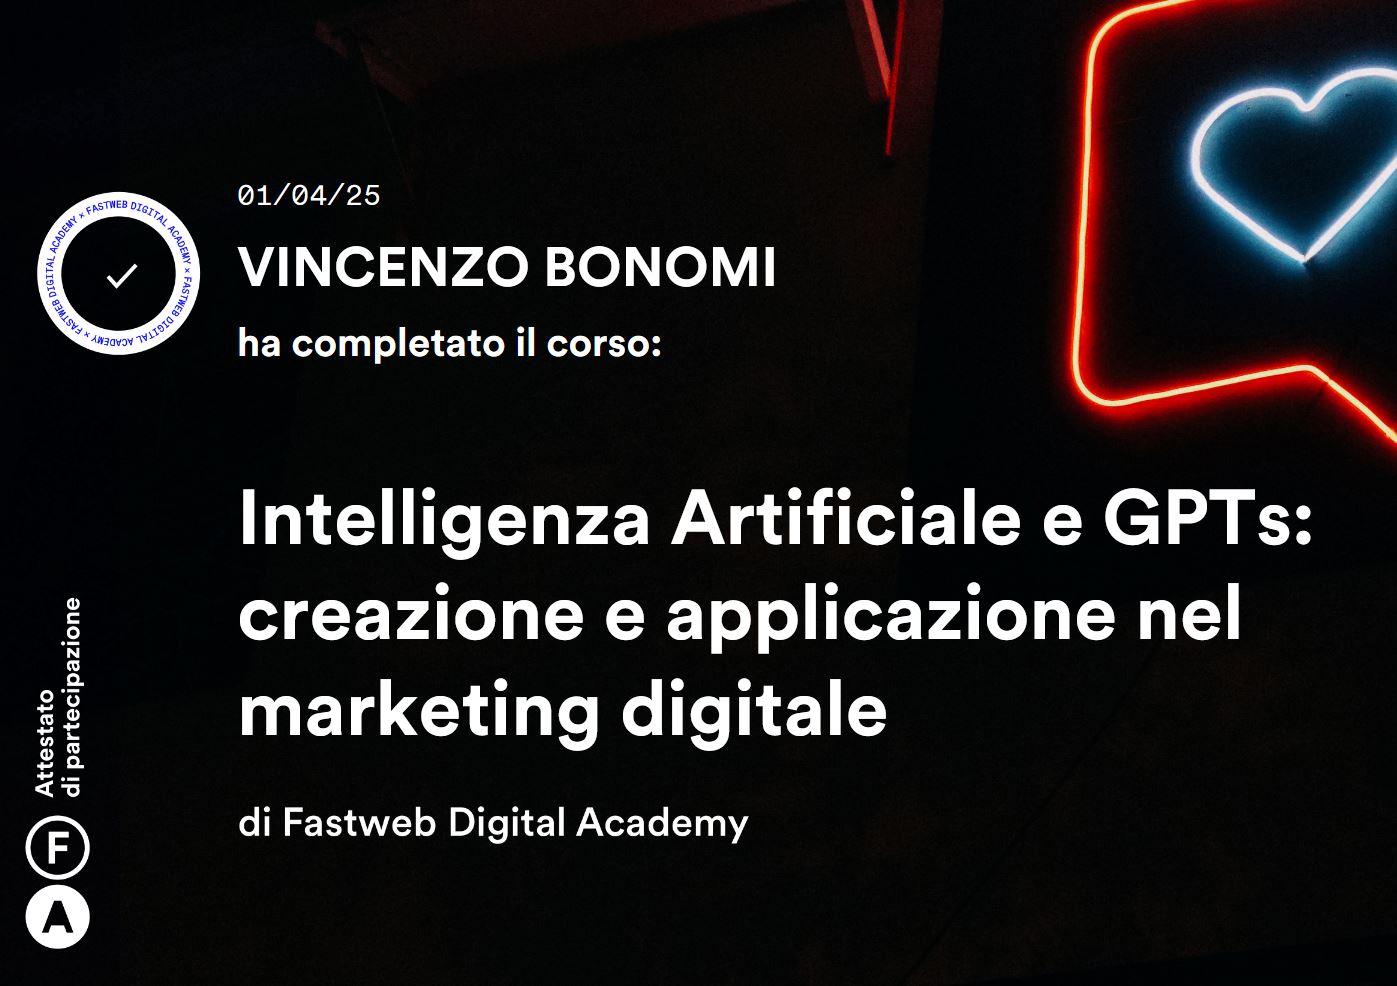 01/04/25
VINCENZO BONOMI
ha completato il corso:
Intelligenza Artificiale e GPTs:
creazione e applicazione nel
marketing digitale
di Fastweb Digital Academy
FASTWEB DIGITAL ACADEMY × FASTWEB DIGITAL ACADEMY × FASTWEB DIGITAL ACADEMY ×
Attestato
di partecipazione
F
A